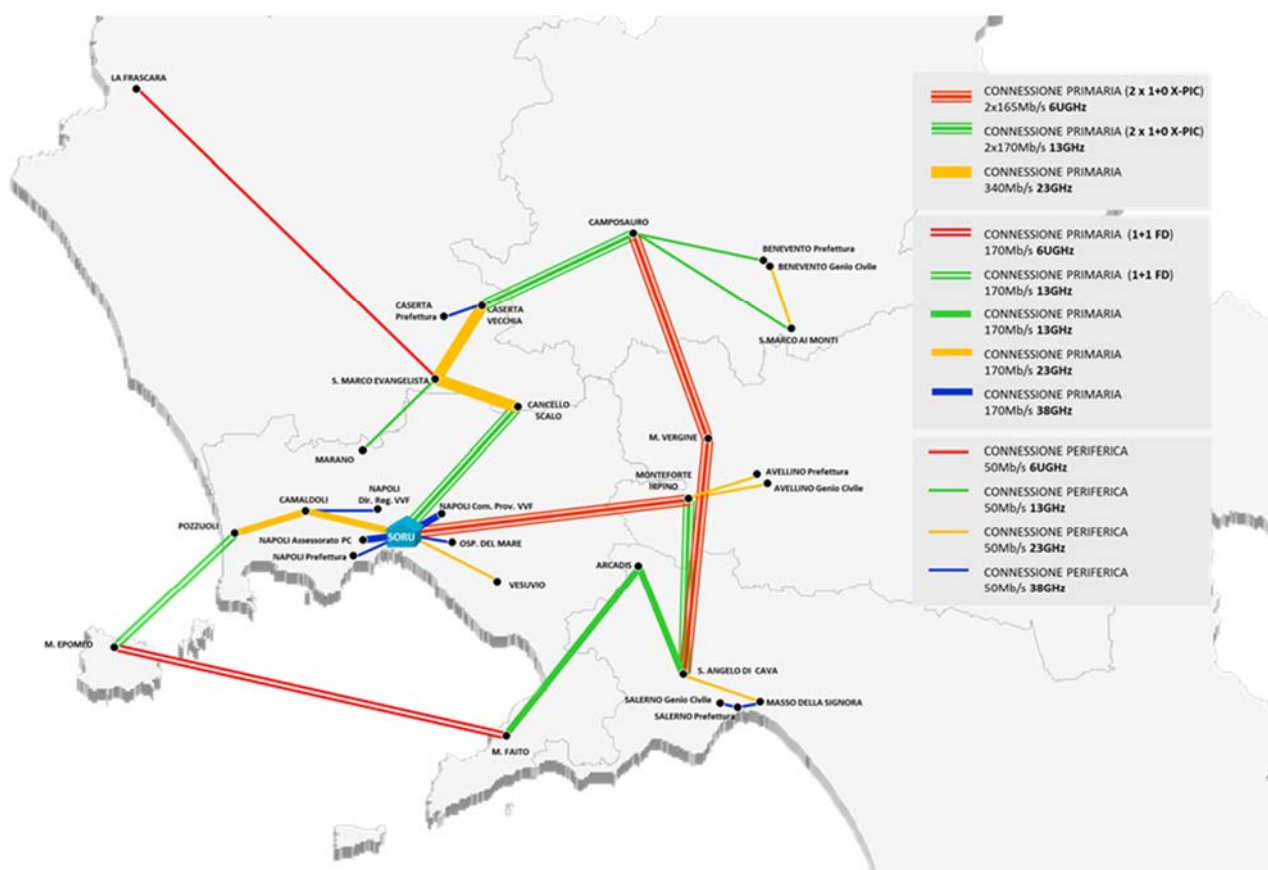 LA FRASCARA
CAMPOSAURO
BENEVENTO Prefettura
BENEVENTO Genio Civile
CASERTA
Prefettura
CASERTA
VECCHIA
S.MARCO AI MONTI
S. MARCO EVANGELISTA
CANCELLO
SCALO
MARANO
M. VERGINE
MONTEFORTE
IRPINO
AVELLINO Prefettura
AVELLINO Genio Civile
NAPOLI
Dir. Reg. VVF
CAMALDOLI
NAPOLI Com. Prov. VVF
POZZUOLI
NAPOLI Assessorato PC
SORU
OSP. DEL MARE
NAPOLI Prefettura
VESUVIO
ARCADIS
M. EPOMEO
S. ANGELO DI CAVA
SALERNO Genio Civile
MASSO DELLA SIGNORA
SALERNO Prefettura
M. FAITO
CONNESSIONE PRIMARIA (2 x 1+0 X-PIC)
2x165Mb/s 6UGHz
CONNESSIONE PRIMARIA (2 x 1+0 X-PIC)
2x170Mb/s 13GHz
CONNESSIONE PRIMARIA
340Mb/s 23GHz
CONNESSIONE PRIMARIA (1+1 FD)
170Mb/s 6UGHz
CONNESSIONE PRIMARIA (1+1 FD)
170Mb/s 13GHz
CONNESSIONE PRIMARIA
170Mb/s 13GHz
CONNESSIONE PRIMARIA
170Mb/s 23GHz
CONNESSIONE PRIMARIA
170Mb/s 38GHz
CONNESSIONE PERIFERICA
50Mb/s 6UGHz
CONNESSIONE PERIFERICA
50Mb/s 13GHz
CONNESSIONE PERIFERICA
50Mb/s 23GHz
CONNESSIONE PERIFERICA
50Mb/s 38GHz